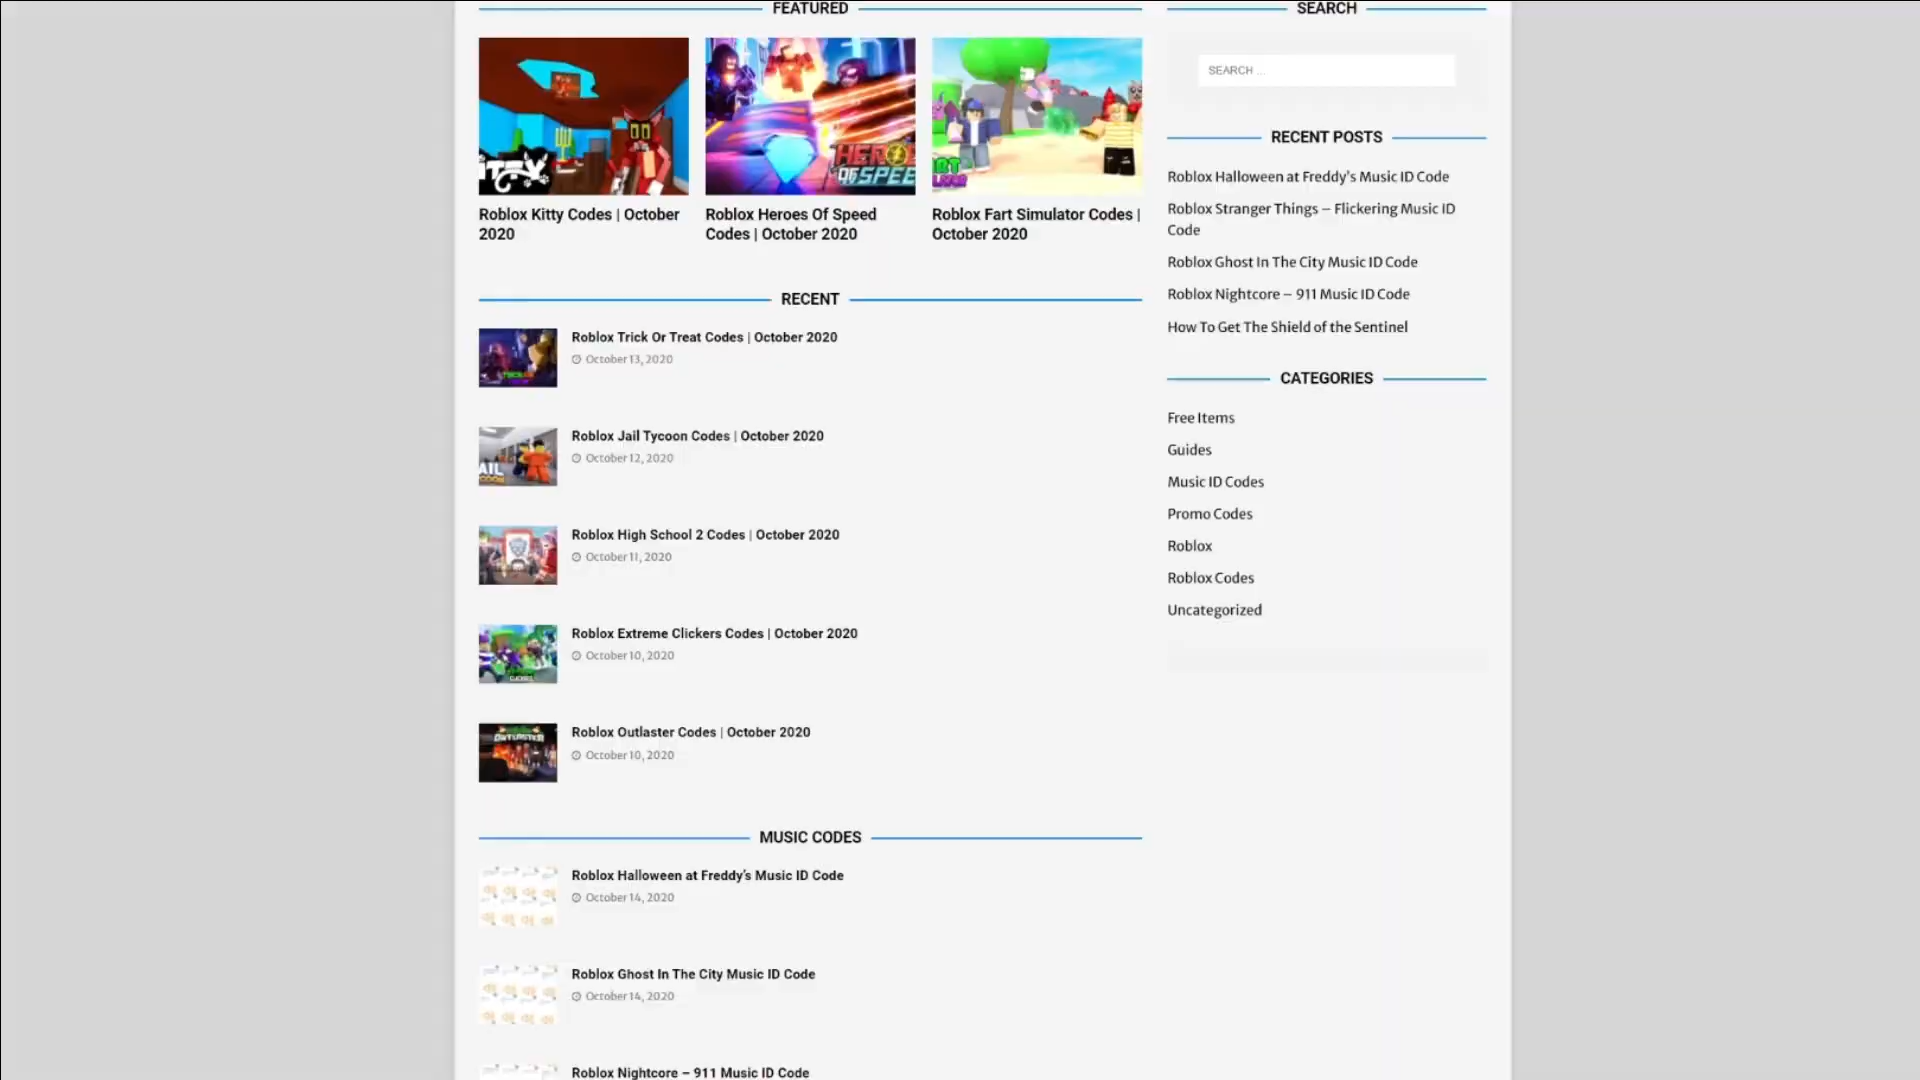 FEATURED
Roblox Kitty Codes | October
2020
HEROES
OF SPEE
Roblox Heroes Of Speed
Codes | October 2020
Roblox Fart Simulator Codes |
October 2020
RECENT
Roblox Trick Or Treat Codes | October 2020
October 13, 2020
AIL
Roblox Jail Tycoon Codes | October 2020
October 12, 2020
Roblox High School 2 Codes | October 2020
October 11, 2020
Roblox Extreme Clickers Codes | October 2020
October 10, 2020
OUTLASTER
Roblox Outlaster Codes | October 2020
October 10, 2020
MUSIC CODES
Roblox Halloween at Freddy's Music ID Code
October 14, 2020
Roblox Ghost In The City Music ID Code
October 14, 2020
Roblox Nightcore – 911 Music ID Code
SEARCH
SEARCH ...
RECENT POSTS
Roblox Halloween at Freddy's Music ID Code
Roblox Stranger Things – Flickering Music ID
Code
Roblox Ghost In The City Music ID Code
Roblox Nightcore – 911 Music ID Code
How To Get The Shield of the Sentinel
CATEGORIES
Free Items
Guides
Music ID Codes
Promo Codes
Roblox
Roblox Codes
Uncategorized